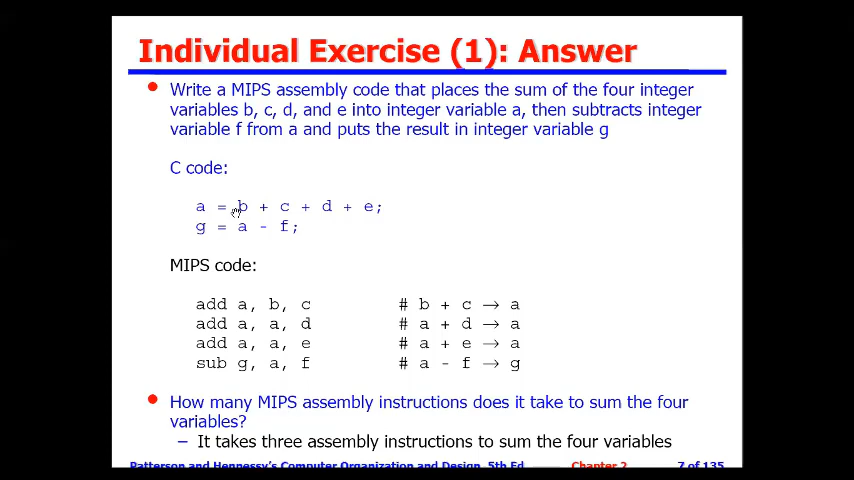 Individual Exercise (1): Answer
• Write a MIPS assembly code that places the sum of the four integer
variables b, c, d, and e into integer variable a, then subtracts integer
variable f from a and puts the result in integer variable g
C code:
a = b + c + d + e;
g = a - f;
MIPS code:
add a, b, c # b + c → a
add a, a, d # a + d → a
add a, a, e # a + e → a
sub g, a, f # a - f → g
• How many MIPS assembly instructions does it take to sum the four
variables?
– It takes three assembly instructions to sum the four variables
Patterson and Hennessy's Computer Organization and Design, 5th Ed. Chapter 2 7 of 135